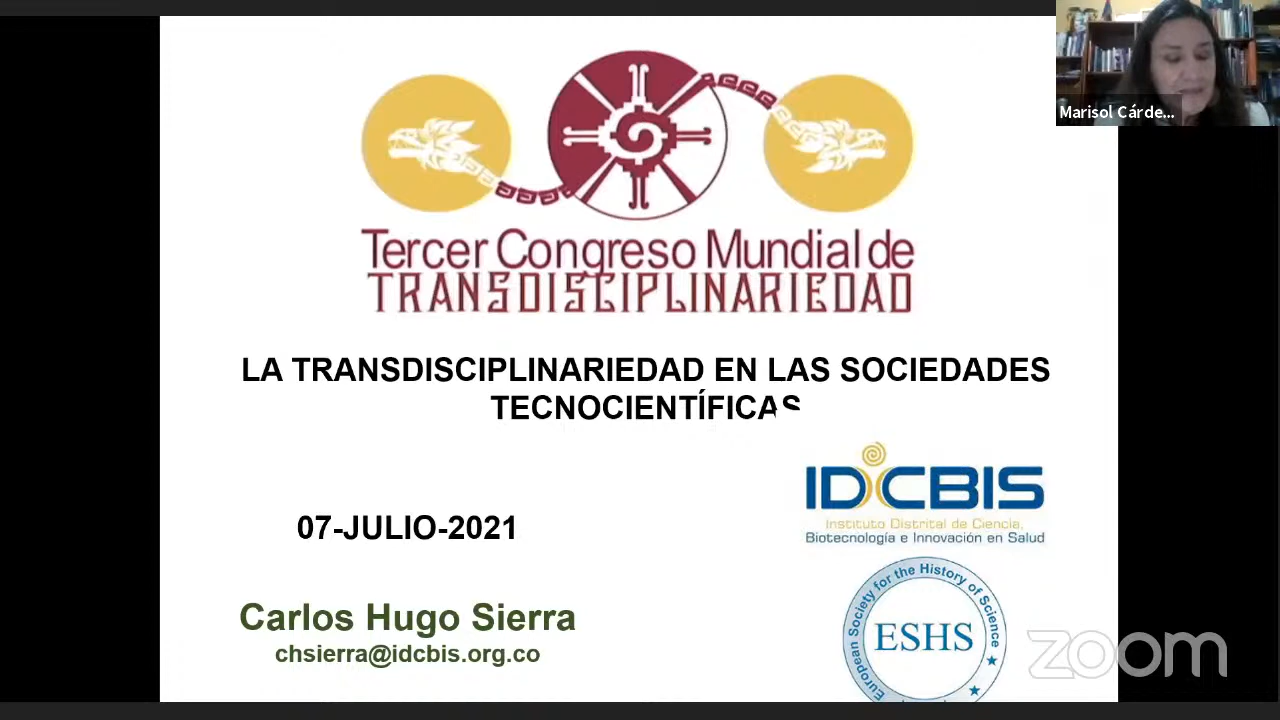 Marisol Cárde...
Tercer Congreso Mundial de
TRANSDISCIPLINARIEDAD
LA TRANSDISCIPLINARIEDAD EN LAS SOCIEDADES
TECNOCIENTÍFICAS
IDCBIS
Instituto Distrital de Ciencia,
Biotecnología e Innovación en Salud
07-JULIO-2021
European Society for the History of Science
ESHS
Carlos Hugo Sierra
chsierra@idcbis.org.co
zoom